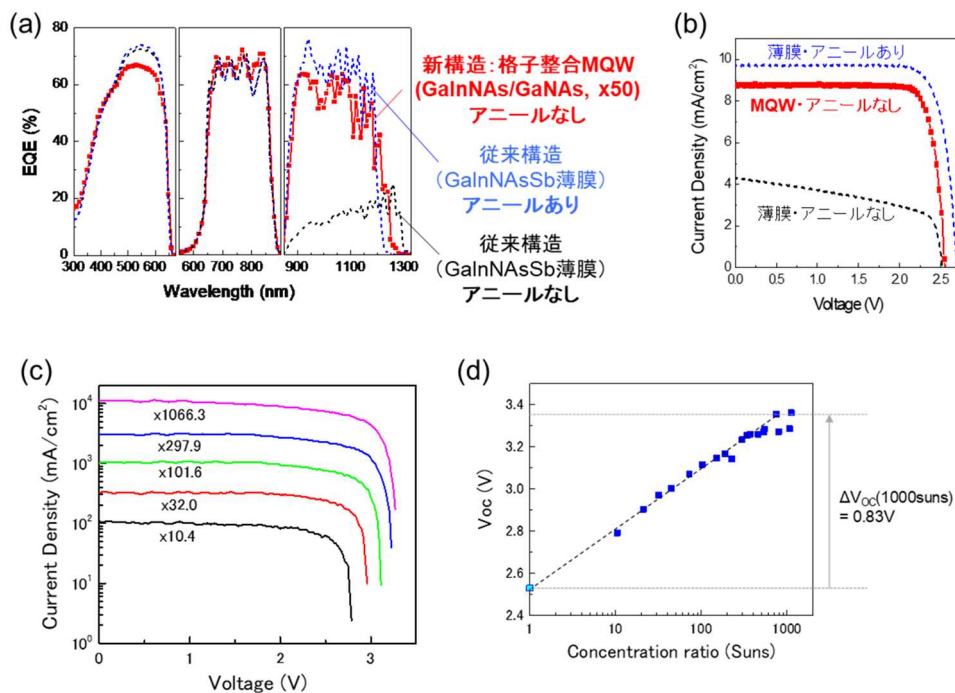 (a)
80
60
40
20
0
EQE (%)
300 400 500 600
600 700 800
900 1100 1300
Wavelength (nm)
新構造:格子整合MQW
(GaInNAs/GaNAs, x50)
アニールなし
従来構造
(GaInNAsSb薄膜)
アニールあり
従来構造
(GaInNAsSb薄膜)
アニールなし
(b)
10
8
6
4
2
0
Current Density (mA/cm²)
薄膜・アニールあり
MQW・アニールなし
薄膜・アニールなし
0.0 0.5 1.0 1.5 2.0 2.5
Voltage (V)
(c)
10⁴
10³
10²
10¹
10⁰
Current Density (mA/cm²)
x1066.3
x297.9
x101.6
x32.0
x10.4
0 1 2 3
Voltage (V)
(d)
3.4
3.2
3.0
2.8
2.6
2.4
Voc (V)
1 10 100 1000
Concentration ratio (Suns)
ΔVOC(1000suns)
= 0.83V